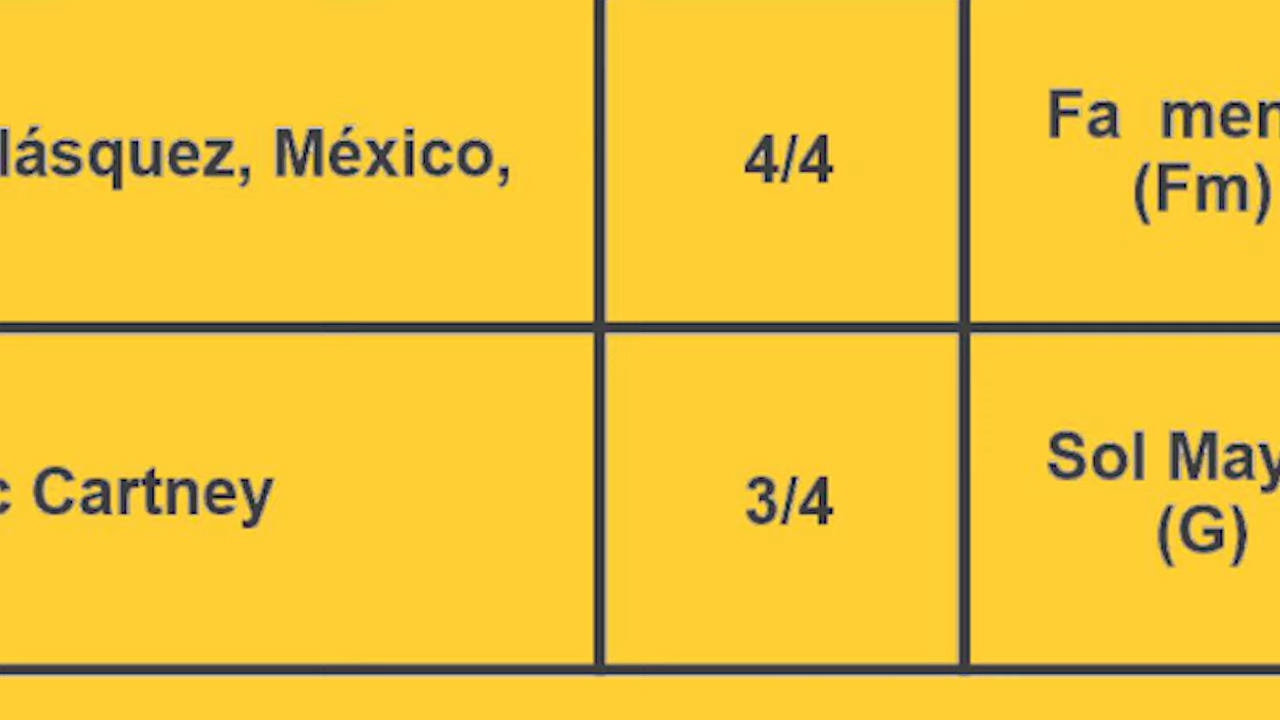 lásquez, México,
4/4
Fa men
(Fm)
c Cartney
3/4
Sol May
(G)